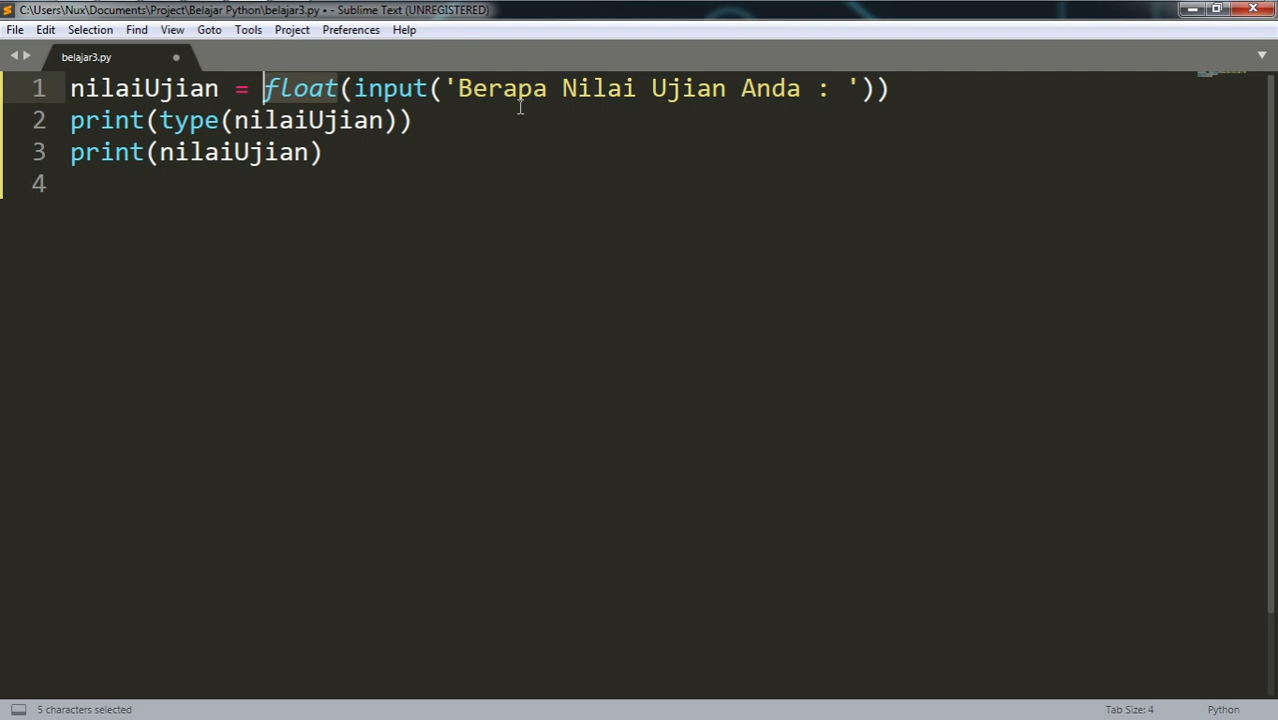 C:\Users\Nux\Documents\Project\Belajar Python\belajar3.py • - Sublime Text (UNREGISTERED)
File Edit Selection Find View Goto Tools Project Preferences Help
belajar3.py
1 nilaiUjian = float(input('Berapa Nilai Ujian Anda : '))
2 print(type(nilaiUjian))
3 print(nilaiUjian)
4
5 characters selected Tab Size: 4 Python